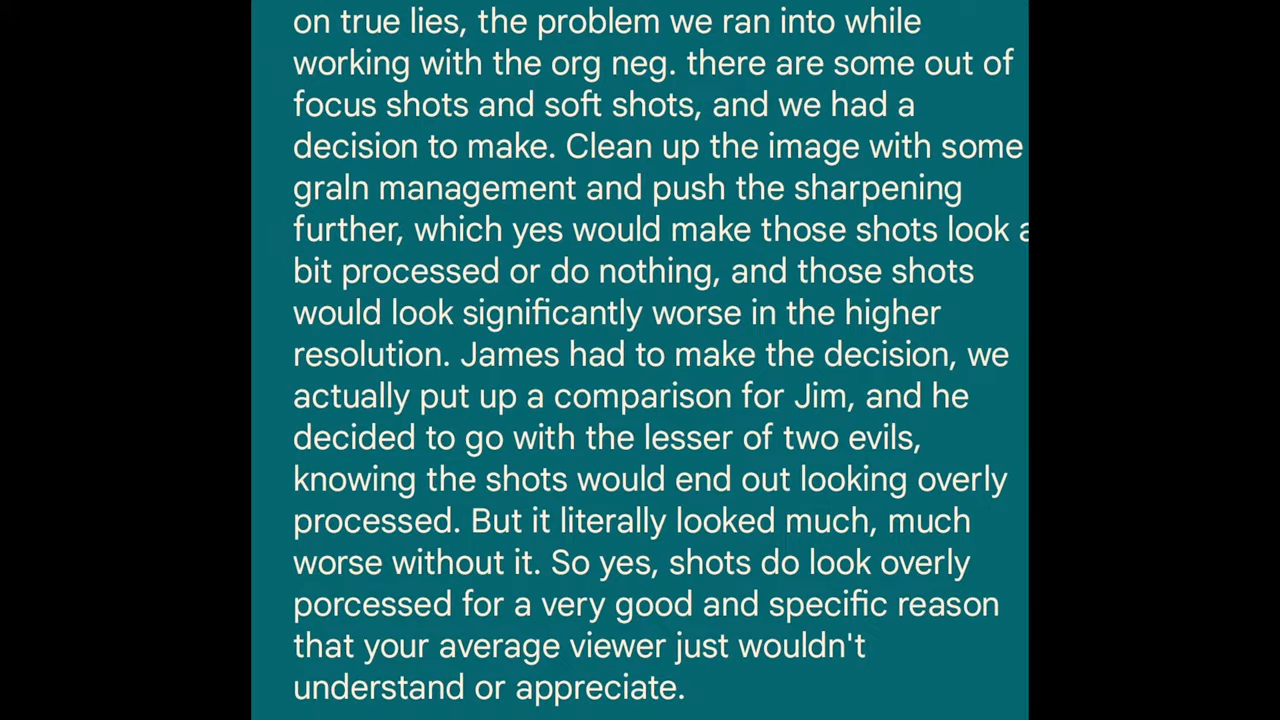 on true lies, the problem we ran into while
working with the org neg. there are some out of
focus shots and soft shots, and we had a
decision to make. Clean up the image with some
graln management and push the sharpening
further, which yes would make those shots look a
bit processed or do nothing, and those shots
would look significantly worse in the higher
resolution. James had to make the decision, we
actually put up a comparison for Jim, and he
decided to go with the lesser of two evils,
knowing the shots would end out looking overly
processed. But it literally looked much, much
worse without it. So yes, shots do look overly
porcessed for a very good and specific reason
that your average viewer just wouldn't
understand or appreciate.